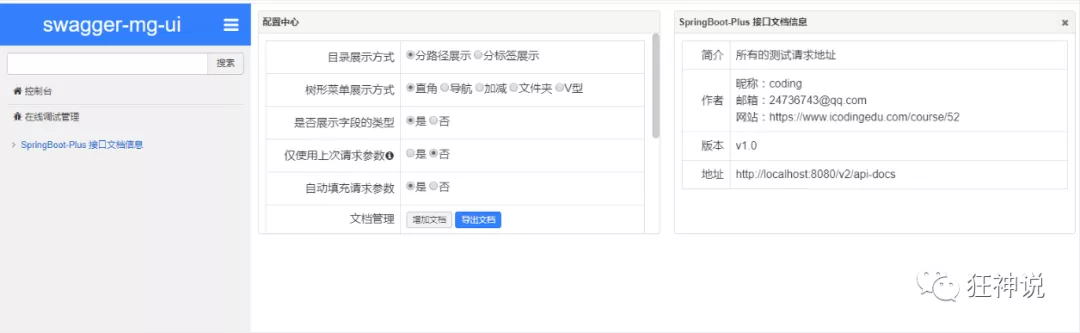 swagger-mg-ui
搜索
控制台
在线调试管理
SpringBoot-Plus 接口文档信息
配置中心
目录展示方式 分路径展示 分标签展示
树形菜单展示方式 直角 导航 加减 文件夹 V型
是否展示字段的类型 是 否
仅使用上次请求参数 是 否
自动填充请求参数 是 否
文档管理 增加文档 导出文档
SpringBoot-Plus 接口文档信息
简介 所有的测试请求地址
作者 昵称：coding
邮箱：24736743@qq.com
网站：https://www.icodingedu.com/course/52
版本 v1.0
地址 http://localhost:8080/v2/api-docs
狂神说